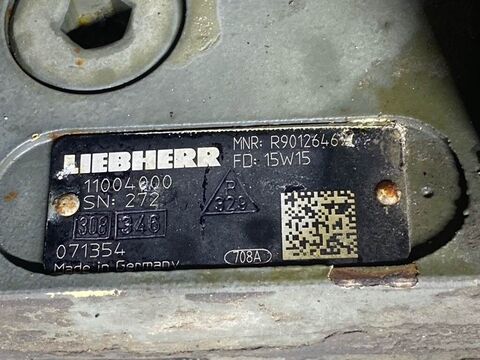 LIEBHERR
MNR: R9012646
FD: 15W15
11004000
SN: 272
P
329
308 346
071354
708A
Made in Germany